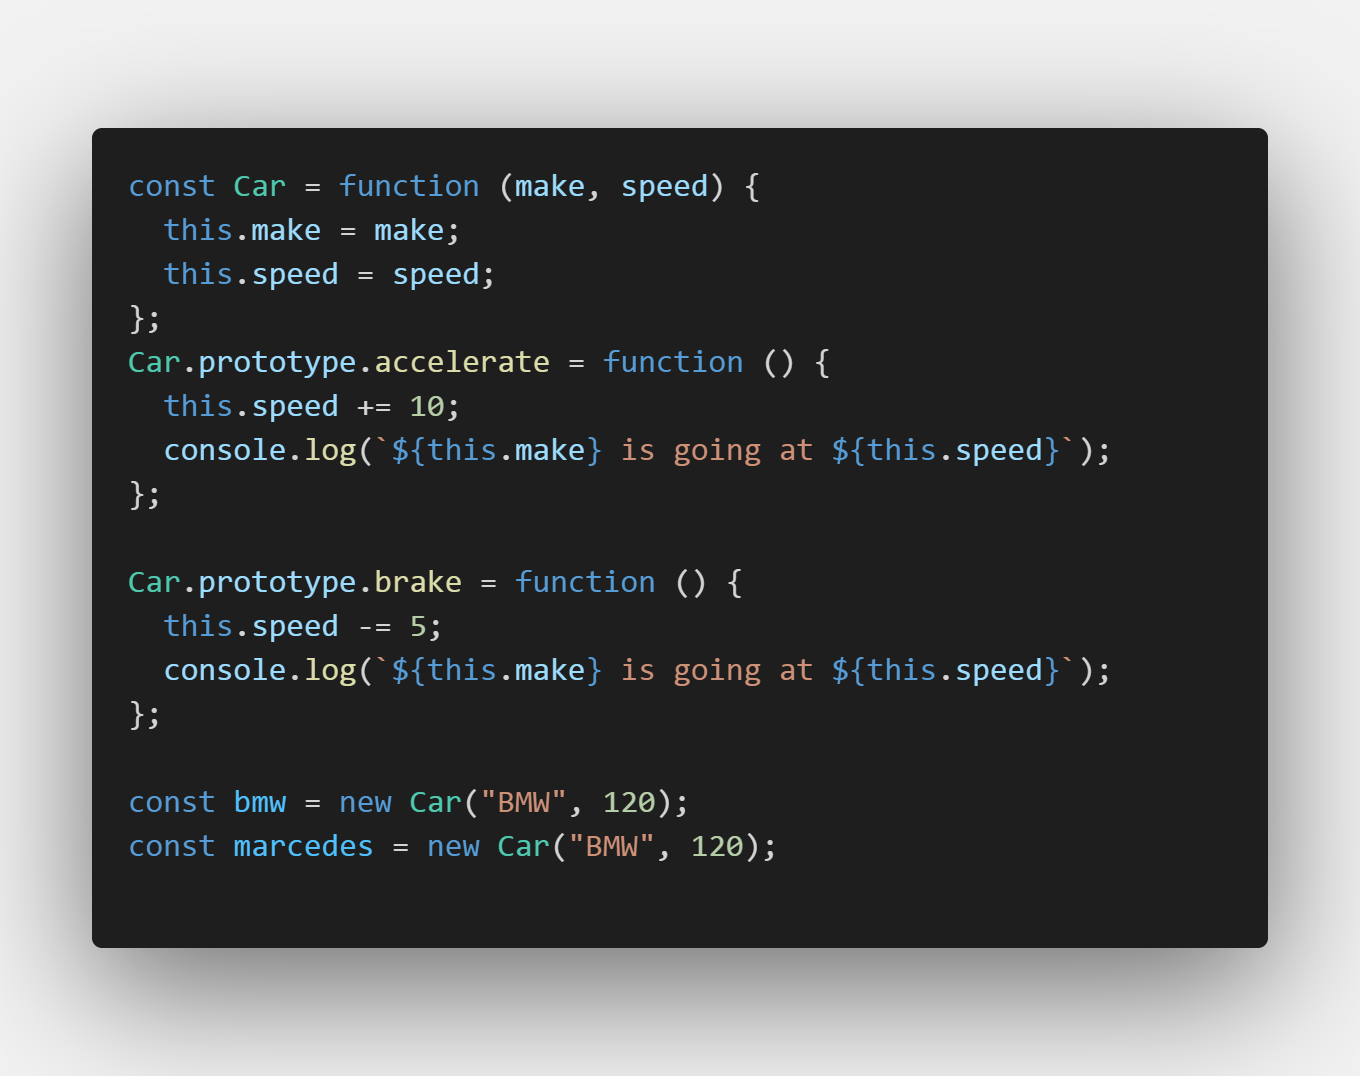 const Car = function (make, speed) {
  this.make = make;
  this.speed = speed;
};
Car.prototype.accelerate = function () {
  this.speed += 10;
  console.log(`${this.make} is going at ${this.speed}`);
};

Car.prototype.brake = function () {
  this.speed -= 5;
  console.log(`${this.make} is going at ${this.speed}`);
};

const bmw = new Car("BMW", 120);
const marcedes = new Car("BMW", 120);